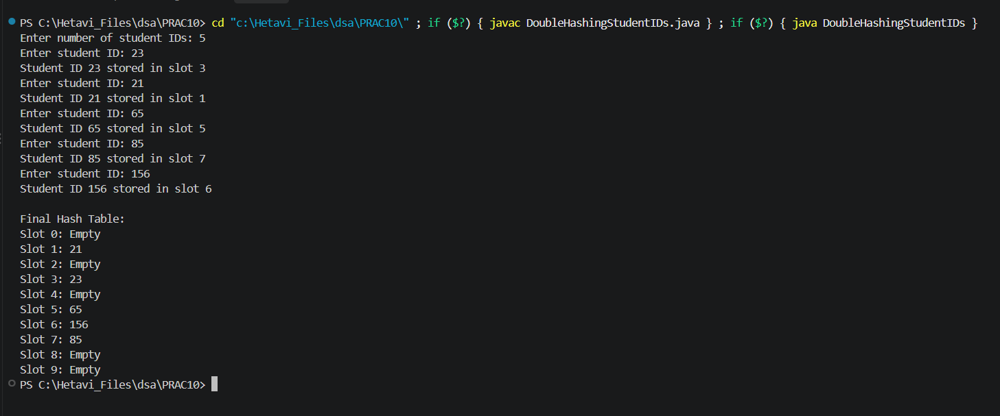 PS C:\Hetavi_Files\dsa\PRAC10> cd "c:\Hetavi_Files\dsa\PRAC10\" ; if ($?) { javac DoubleHashingStudentIDs.java } ; if ($?) { java DoubleHashingStudentIDs }
Enter number of student IDs: 5
Enter student ID: 23
Student ID 23 stored in slot 3
Enter student ID: 21
Student ID 21 stored in slot 1
Enter student ID: 65
Student ID 65 stored in slot 5
Enter student ID: 85
Student ID 85 stored in slot 7
Enter student ID: 156
Student ID 156 stored in slot 6

Final Hash Table:
Slot 0: Empty
Slot 1: 21
Slot 2: Empty
Slot 3: 23
Slot 4: Empty
Slot 5: 65
Slot 6: 156
Slot 7: 85
Slot 8: Empty
Slot 9: Empty
PS C:\Hetavi_Files\dsa\PRAC10>